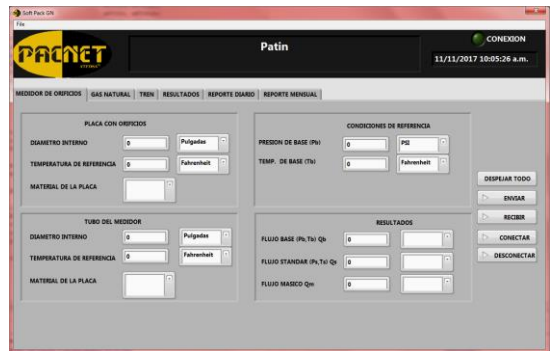 Soft Pack GN
File
PACNET
SYSTEMS
Patin
CONEXION
11/11/2017 10:05:26 a.m.
MEDIDOR DE ORIFICIOS GAS NATURAL TREN RESULTADOS REPORTE DIARIO REPORTE MENSUAL
PLACA CON ORIFICIOS
DIAMETRO INTERNO 0 Pulgadas
TEMPERATURA DE REFERENCIA 0 Fahrenheit
MATERIAL DE LA PLACA
CONDICIONES DE REFERENCIA
PRESION DE BASE (Pb) 0 PSI
TEMP. DE BASE (Tb) 0 Fahrenheit
TUBO DEL MEDIDOR
DIAMETRO INTERNO 0 Pulgadas
TEMPERATURA DE REFERENCIA 0 Fahrenheit
MATERIAL DE LA PLACA
RESULTADOS
FLUJO BASE (Pb,Tb) Qb 0
FLUJO STANDAR (Ps,Ts) Qs 0
FLUJO MASICO Qm 0
DESPEJAR TODO
ENVIAR
RECIBIR
CONECTAR
DESCONECTAR